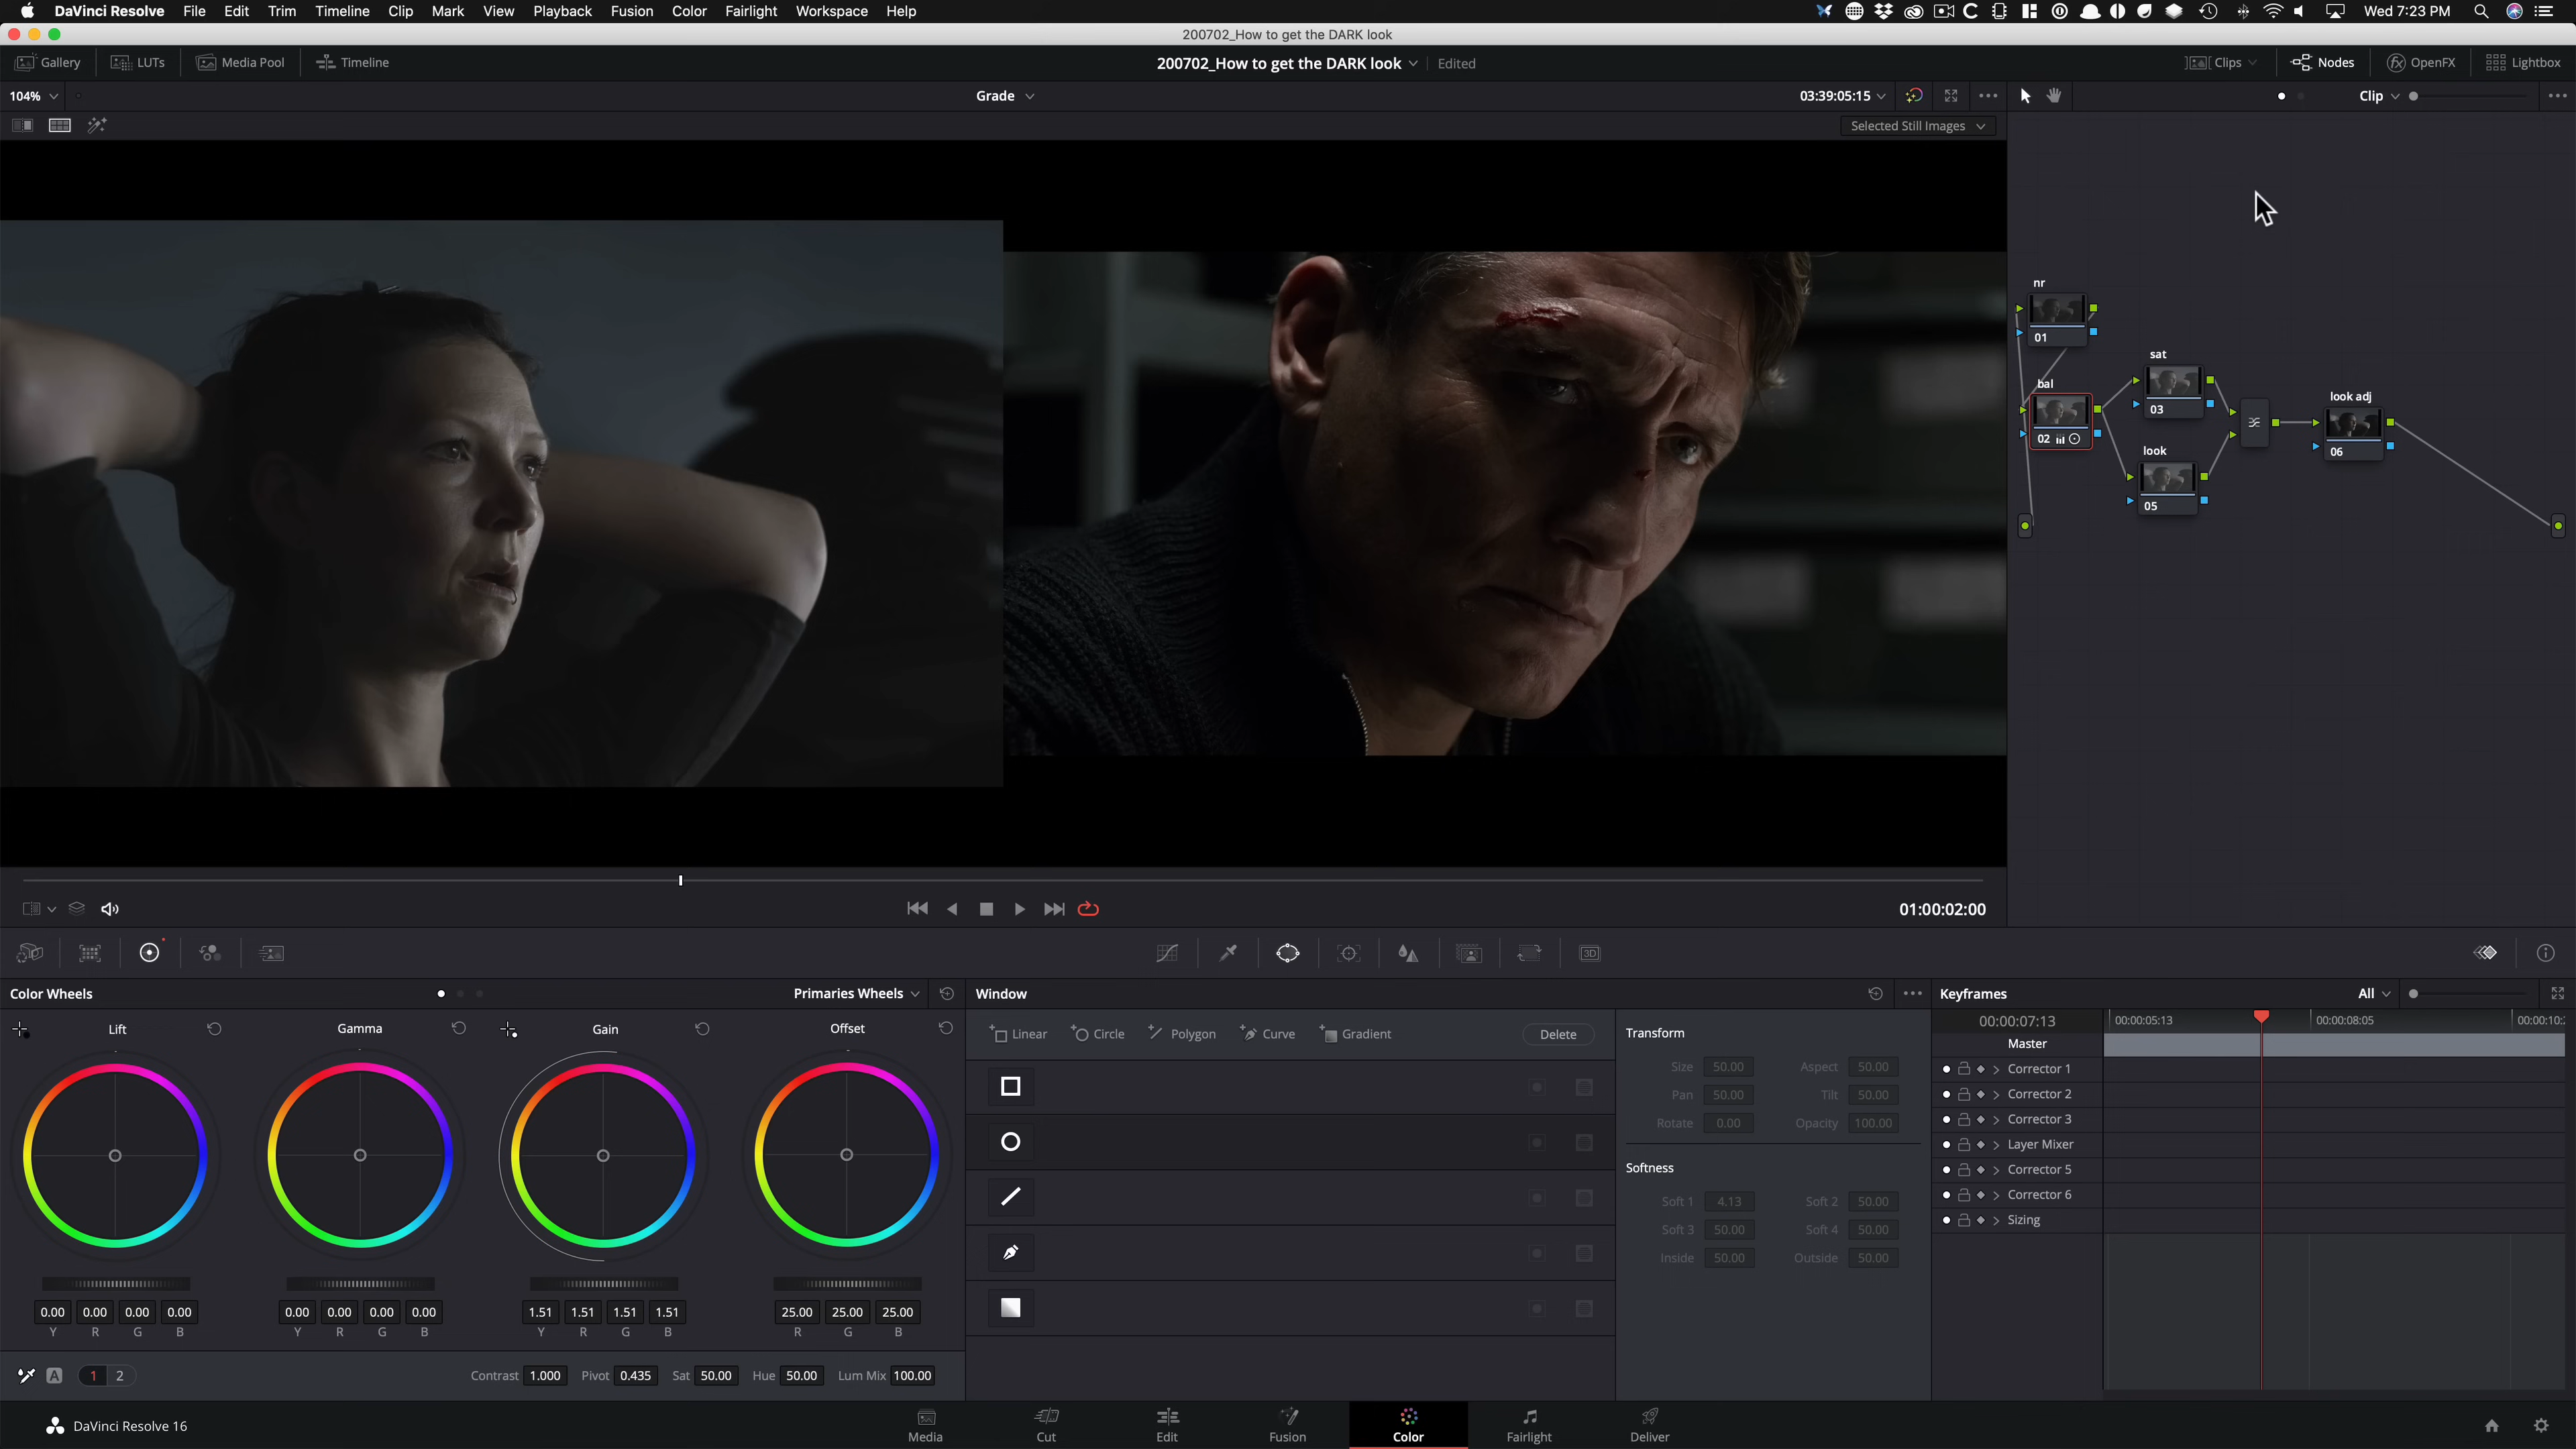 DaVinci Resolve File Edit Trim Timeline Clip Mark View Playback Fusion Color Fairlight Workspace Help Wed 7:23 PM
200702_How to get the DARK look
Gallery LUTs Media Pool Timeline 200702_How to get the DARK look Edited Clips Nodes OpenFX Lightbox
104% Grade 03:39:05:15 Clip
Selected Still Images
nr
01
bal
02
sat
03
look
05
look adj
06
01:00:02:00
3D
Color Wheels Primaries Wheels Window Keyframes All
Lift Gamma Gain Offset
Linear Circle Polygon Curve Gradient Delete
Transform
Size 50.00 Aspect 50.00
Pan 50.00 Tilt 50.00
Rotate 0.00 Opacity 100.00
Softness
Soft 1 4.13 Soft 2 50.00
Soft 3 50.00 Soft 4 50.00
Inside 50.00 Outside 50.00
00:00:07:13 00:00:05:13 00:00:08:05 00:00:10:
Master
Corrector 1
Corrector 2
Corrector 3
Layer Mixer
Corrector 5
Corrector 6
Sizing
0.00 0.00 0.00 0.00 0.00 0.00 0.00 0.00 1.51 1.51 1.51 1.51 25.00 25.00 25.00
Y R G B Y R G B Y R G B R G B
A 1 2 Contrast 1.000 Pivot 0.435 Sat 50.00 Hue 50.00 Lum Mix 100.00
DaVinci Resolve 16 Media Cut Edit Fusion Color Fairlight Deliver